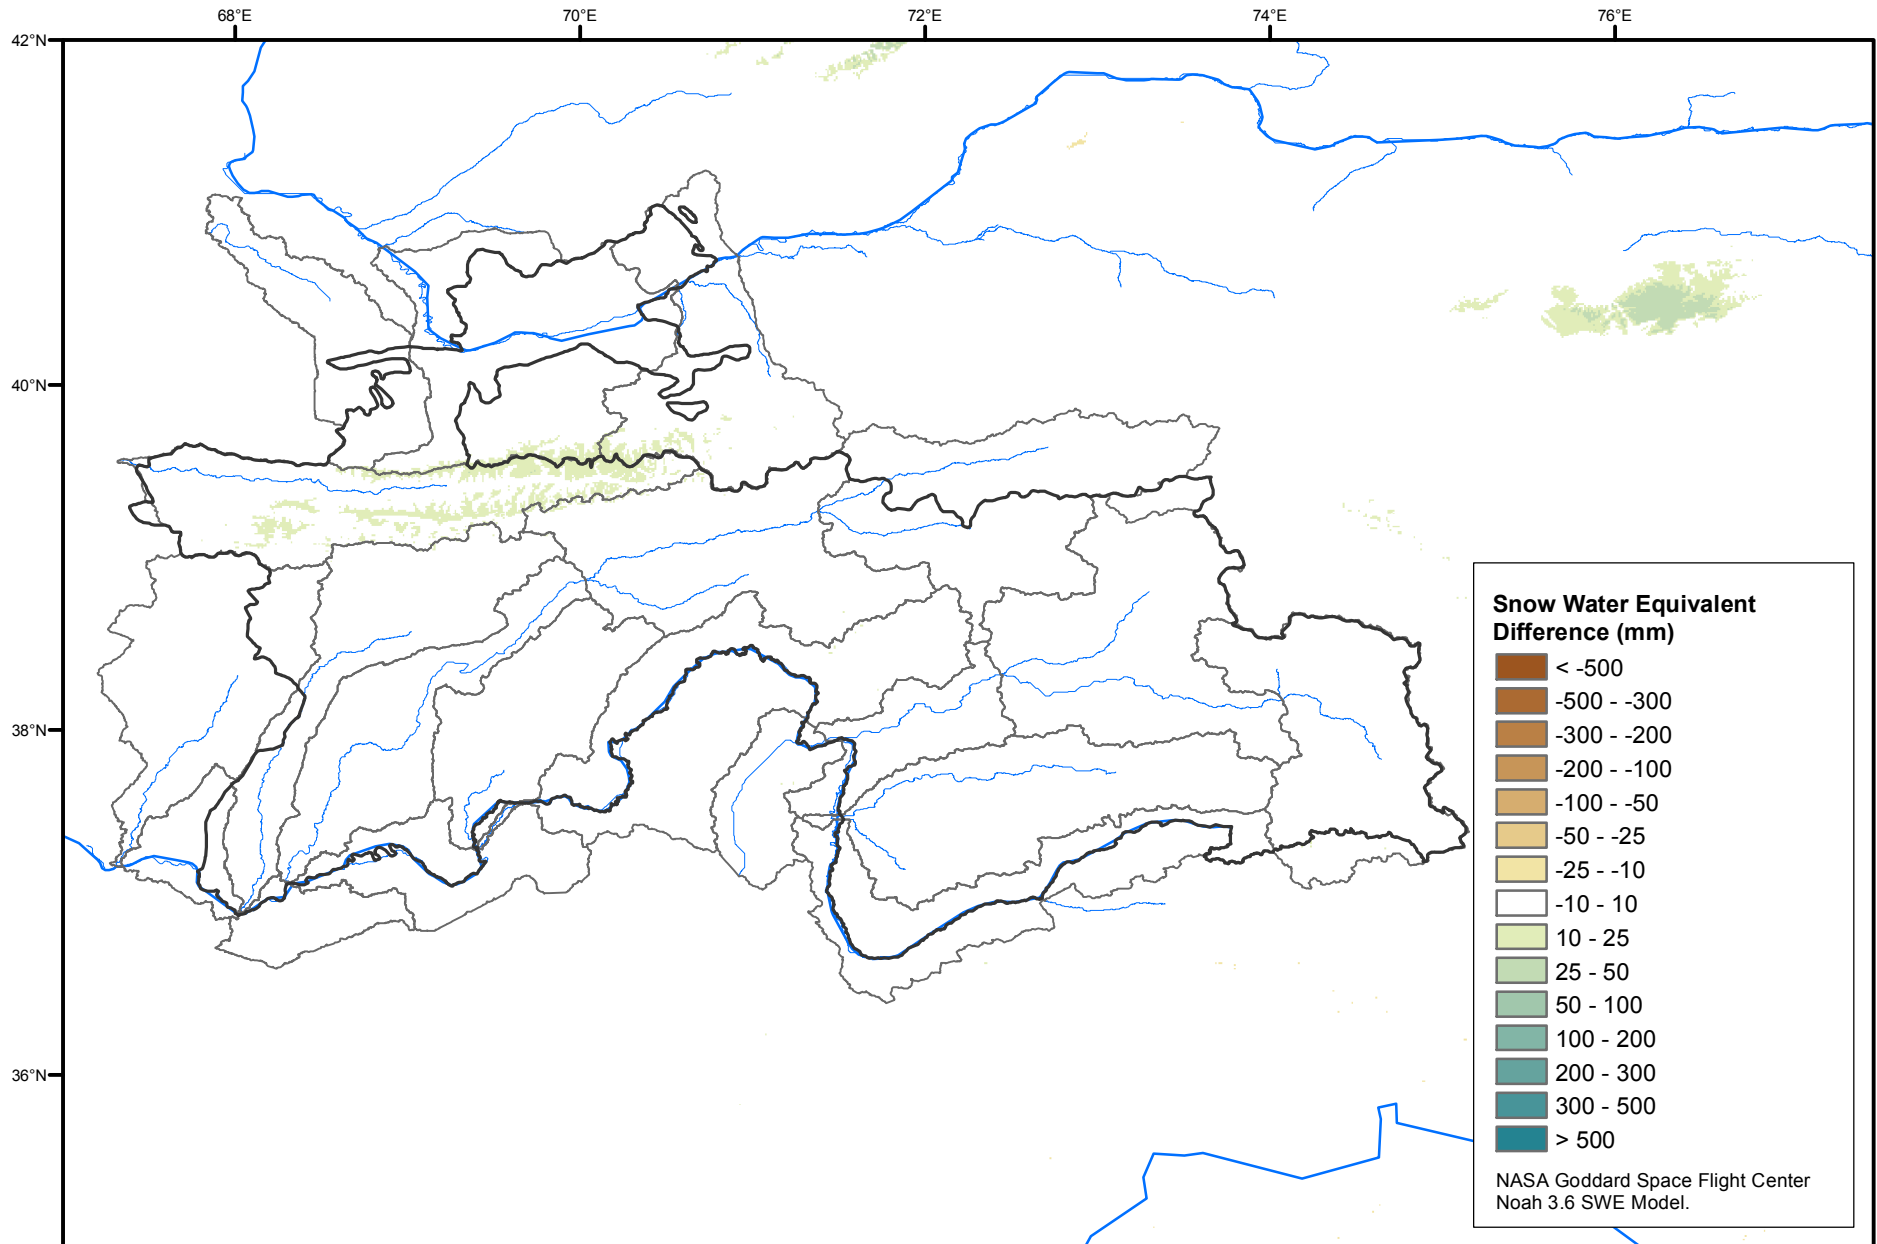 68°E 70°E 72°E 74°E 76°E
42°N
40°N
38°N
36°N
Snow Water Equivalent
Difference (mm)
< -500
-500 - -300
-300 - -200
-200 - -100
-100 - -50
-50 - -25
-25 - -10
-10 - 10
10 - 25
25 - 50
50 - 100
100 - 200
200 - 300
300 - 500
> 500
NASA Goddard Space Flight Center
Noah 3.6 SWE Model.